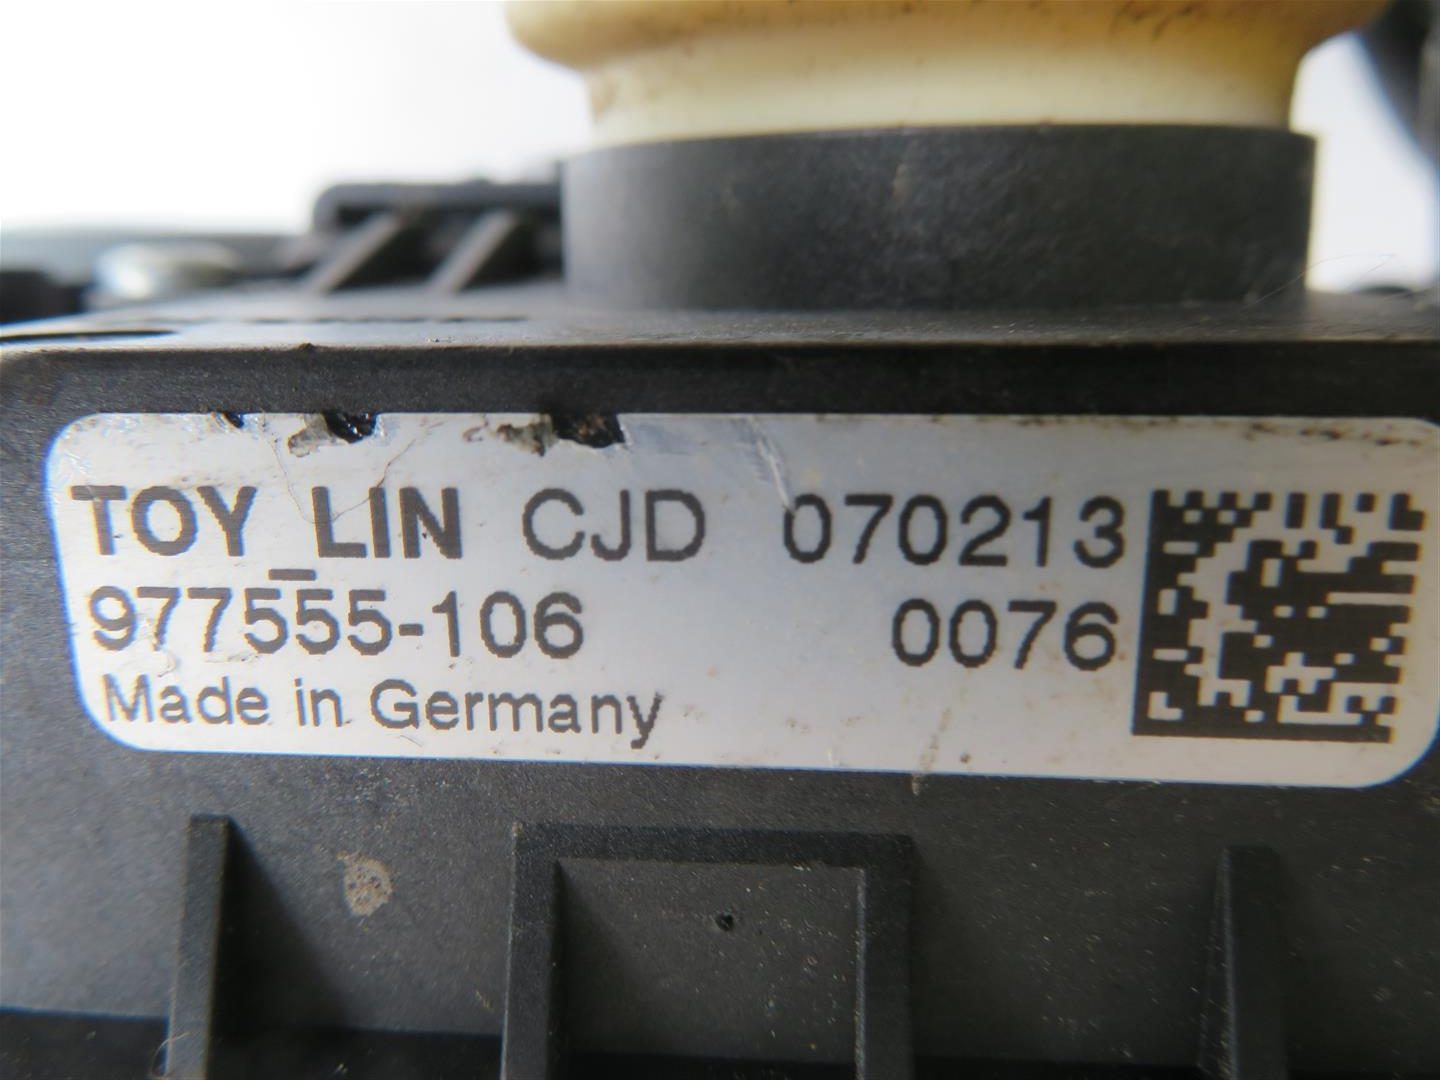 TOY_LIN CJD 070213
977555-106 0076
Made in Germany